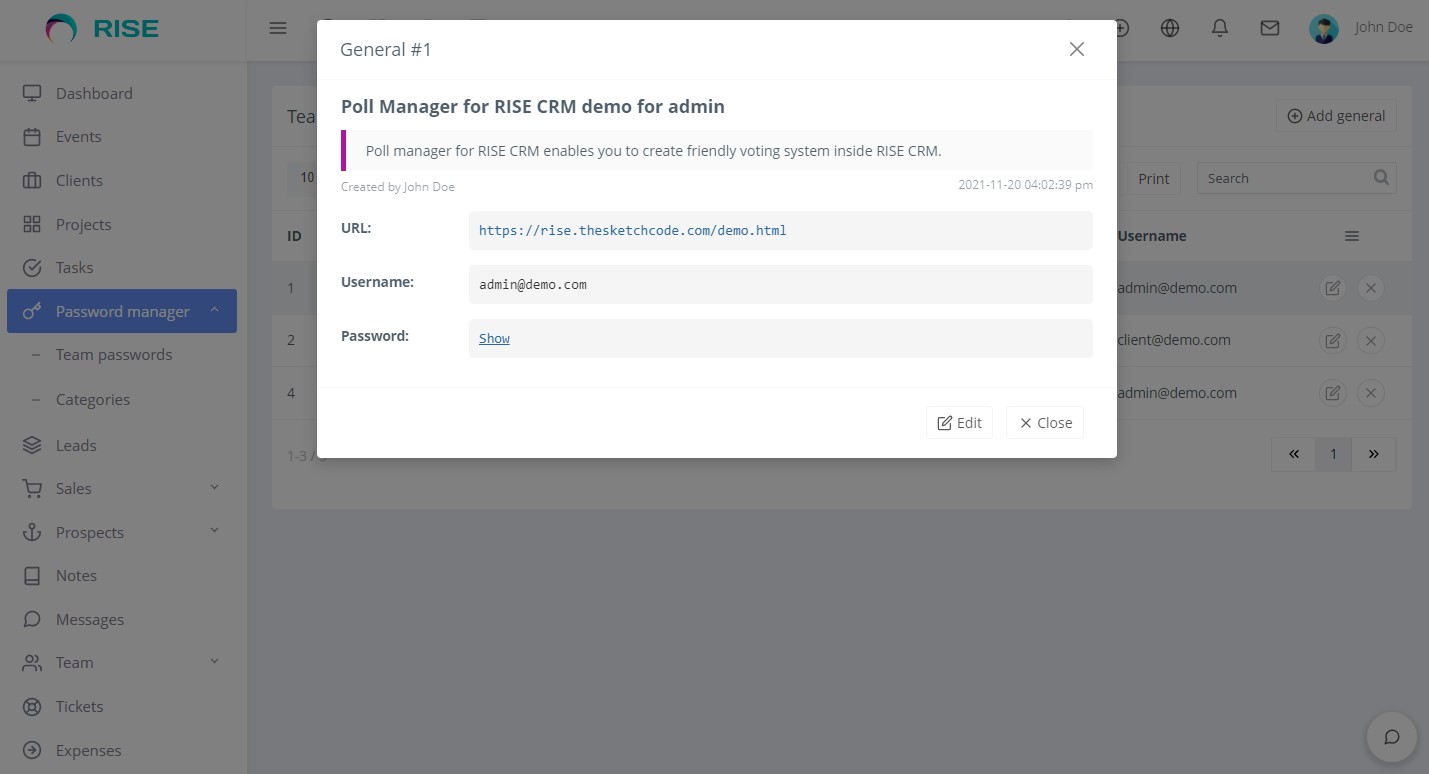 RISE
John Doe
General #1
Dashboard
Events
Clients
Projects
Tasks
Password manager
Team passwords
Categories
Leads
Sales
Prospects
Notes
Messages
Team
Tickets
Expenses
Poll Manager for RISE CRM demo for admin
Poll manager for RISE CRM enables you to create friendly voting system inside RISE CRM.
Created by John Doe
2021-11-20 04:02:39 pm
URL:
https://rise.thesketchcode.com/demo.html
Username:
admin@demo.com
Password:
Show
Edit
Close
Tea
Add general
10
Print
Search
ID
Username
1
admin@demo.com
2
client@demo.com
4
admin@demo.com
1-3 /
« 1 »